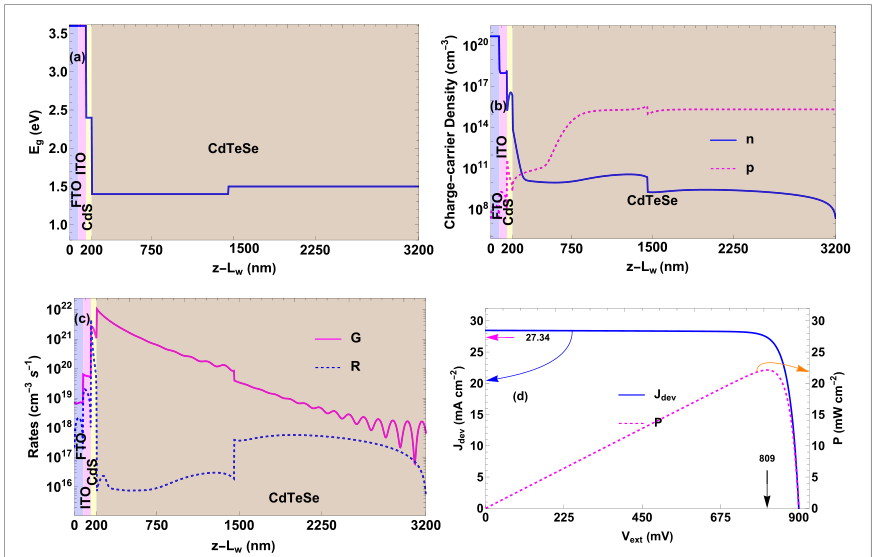 3.5
3.0
2.5
2.0
1.5
1.0
E_g (eV)
(a)
FTO
ITO
CdS
CdTeSe
0 200 750 1500 2250 3200
z−L_w (nm)
10^20
10^17
10^14
10^11
10^8
Charge−carrier Density (cm^−3)
(b)
ITO
FTO
CdS
n
p
CdTeSe
0 200 750 1500 2250 3200
z−L_w (nm)
10^22
10^21
10^20
10^19
10^18
10^17
10^16
Rates (cm^−3 s^−1)
(c)
G
R
FTO
ITO
CdS
CdTeSe
0 200 750 1500 2250 3200
z−L_w (nm)
30
25
20
15
10
5
0
J_dev (mA cm^−2)
27.34
(d)
J_dev
P
809
30
25
20
15
10
5
0
P (mW cm^−2)
0 225 450 675 900
V_ext (mV)